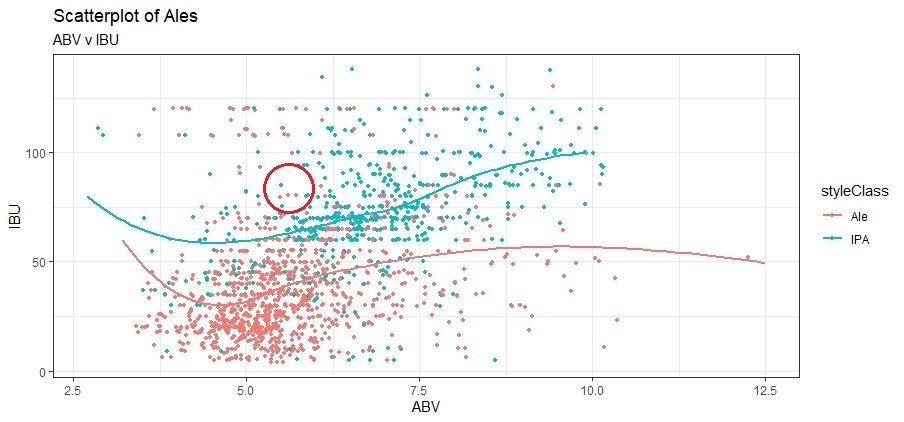 Scatterplot of Ales
ABV v IBU
100
50
0
IBU
2.5 5.0 7.5 10.0 12.5
ABV
styleClass
Ale
IPA